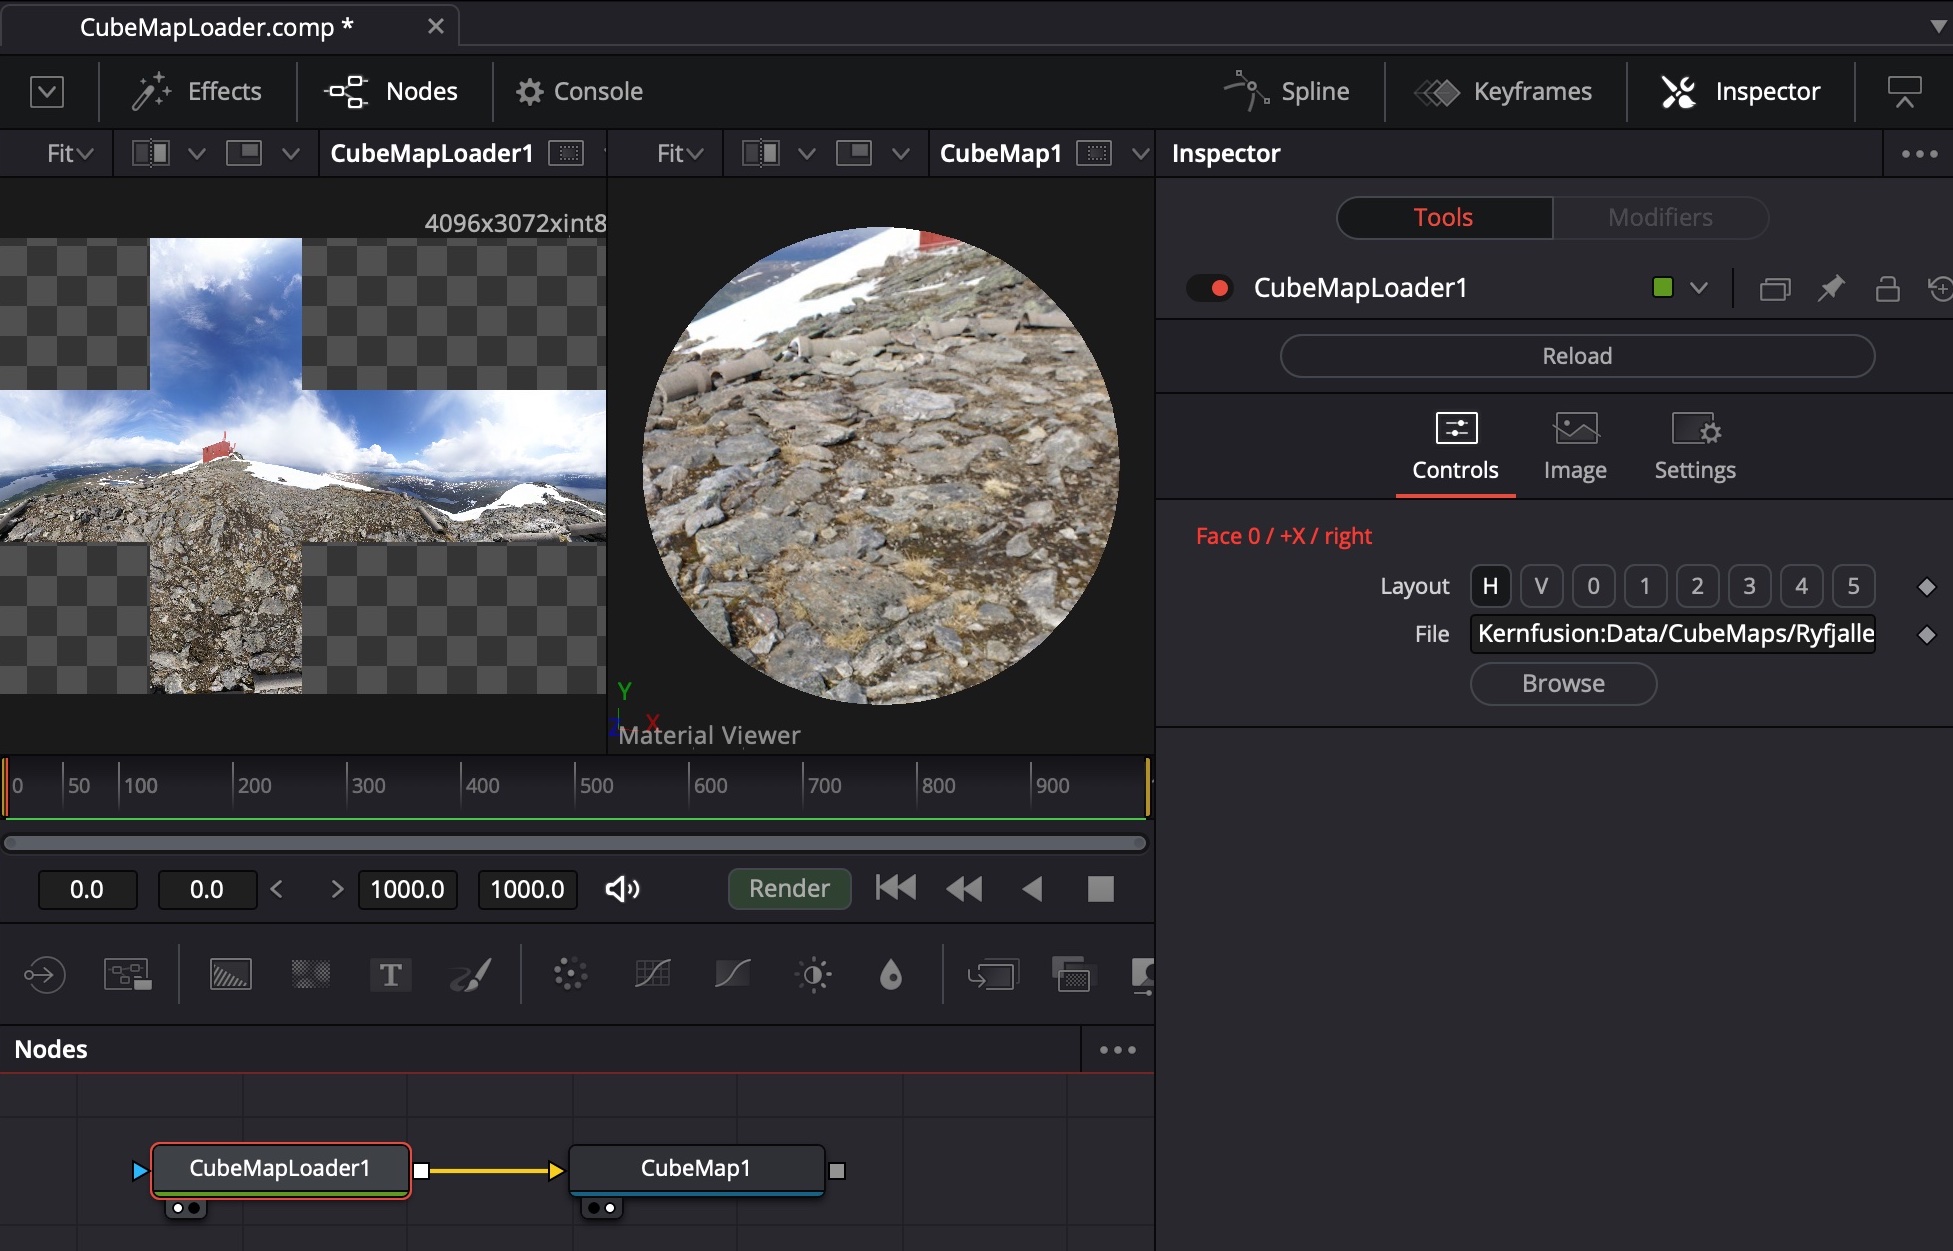 CubeMapLoader.comp *
Effects
Nodes
Console
Spline
Keyframes
Inspector
Fit
CubeMapLoader1
Fit
CubeMap1
Inspector
4096x3072xint8
Y
X
Material Viewer
Tools
Modifiers
CubeMapLoader1
Reload
Controls
Image
Settings
Face 0 / +X / right
Layout H V 0 1 2 3 4 5
File Kernfusion:Data/CubeMaps/Ryfjalle
Browse
0 50 100 200 300 400 500 600 700 800 900
0.0 0.0 < > 1000.0 1000.0 Render
T
Nodes
CubeMapLoader1
CubeMap1